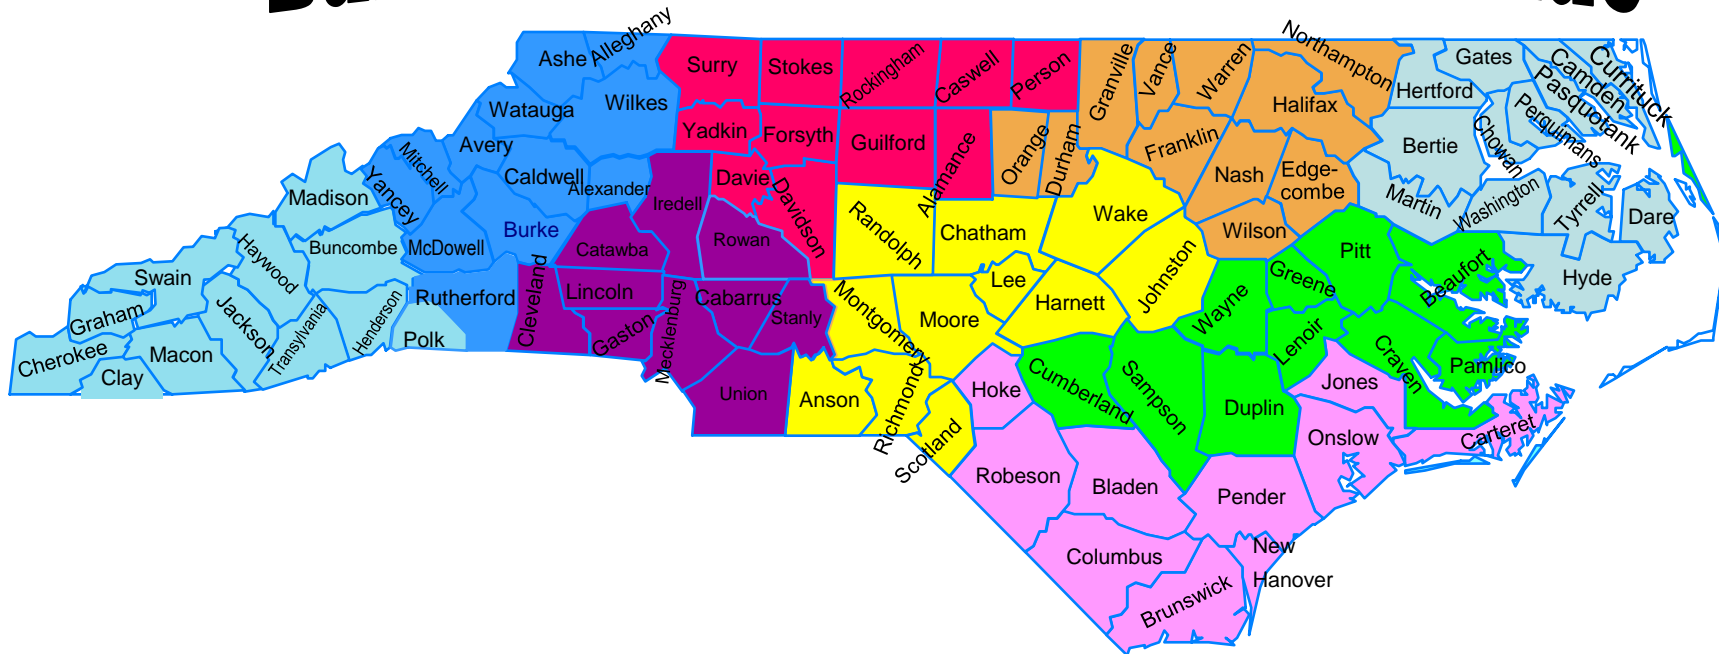 Ashe
Alleghany
Surry
Stokes
Rockingham
Caswell
Person
Granville
Vance
Warren
Northampton
Halifax
Hertford
Gates
Camden
Currituck
Pasquotank
Perquimans
Chowan
Bertie
Watauga
Wilkes
Yadkin
Forsyth
Guilford
Alamance
Orange
Durham
Franklin
Nash
Edge-
combe
Martin
Washington
Tyrrell
Dare
Hyde
Mitchell
Avery
Yancey
Caldwell
Alexander
Iredell
Davie
Davidson
Madison
Buncombe
McDowell
Burke
Catawba
Rowan
Randolph
Chatham
Wake
Johnston
Wilson
Pitt
Greene
Beaufort
Swain
Haywood
Graham
Jackson
Transylvania
Henderson
Cherokee
Macon
Clay
Polk
Rutherford
Cleveland
Lincoln
Gaston
Mecklenburg
Cabarrus
Stanly
Union
Montgomery
Moore
Lee
Harnett
Wayne
Lenoir
Craven
Pamlico
Jones
Anson
Richmond
Scotland
Hoke
Cumberland
Sampson
Duplin
Onslow
Carteret
Robeson
Bladen
Pender
Columbus
New
Hanover
Brunswick